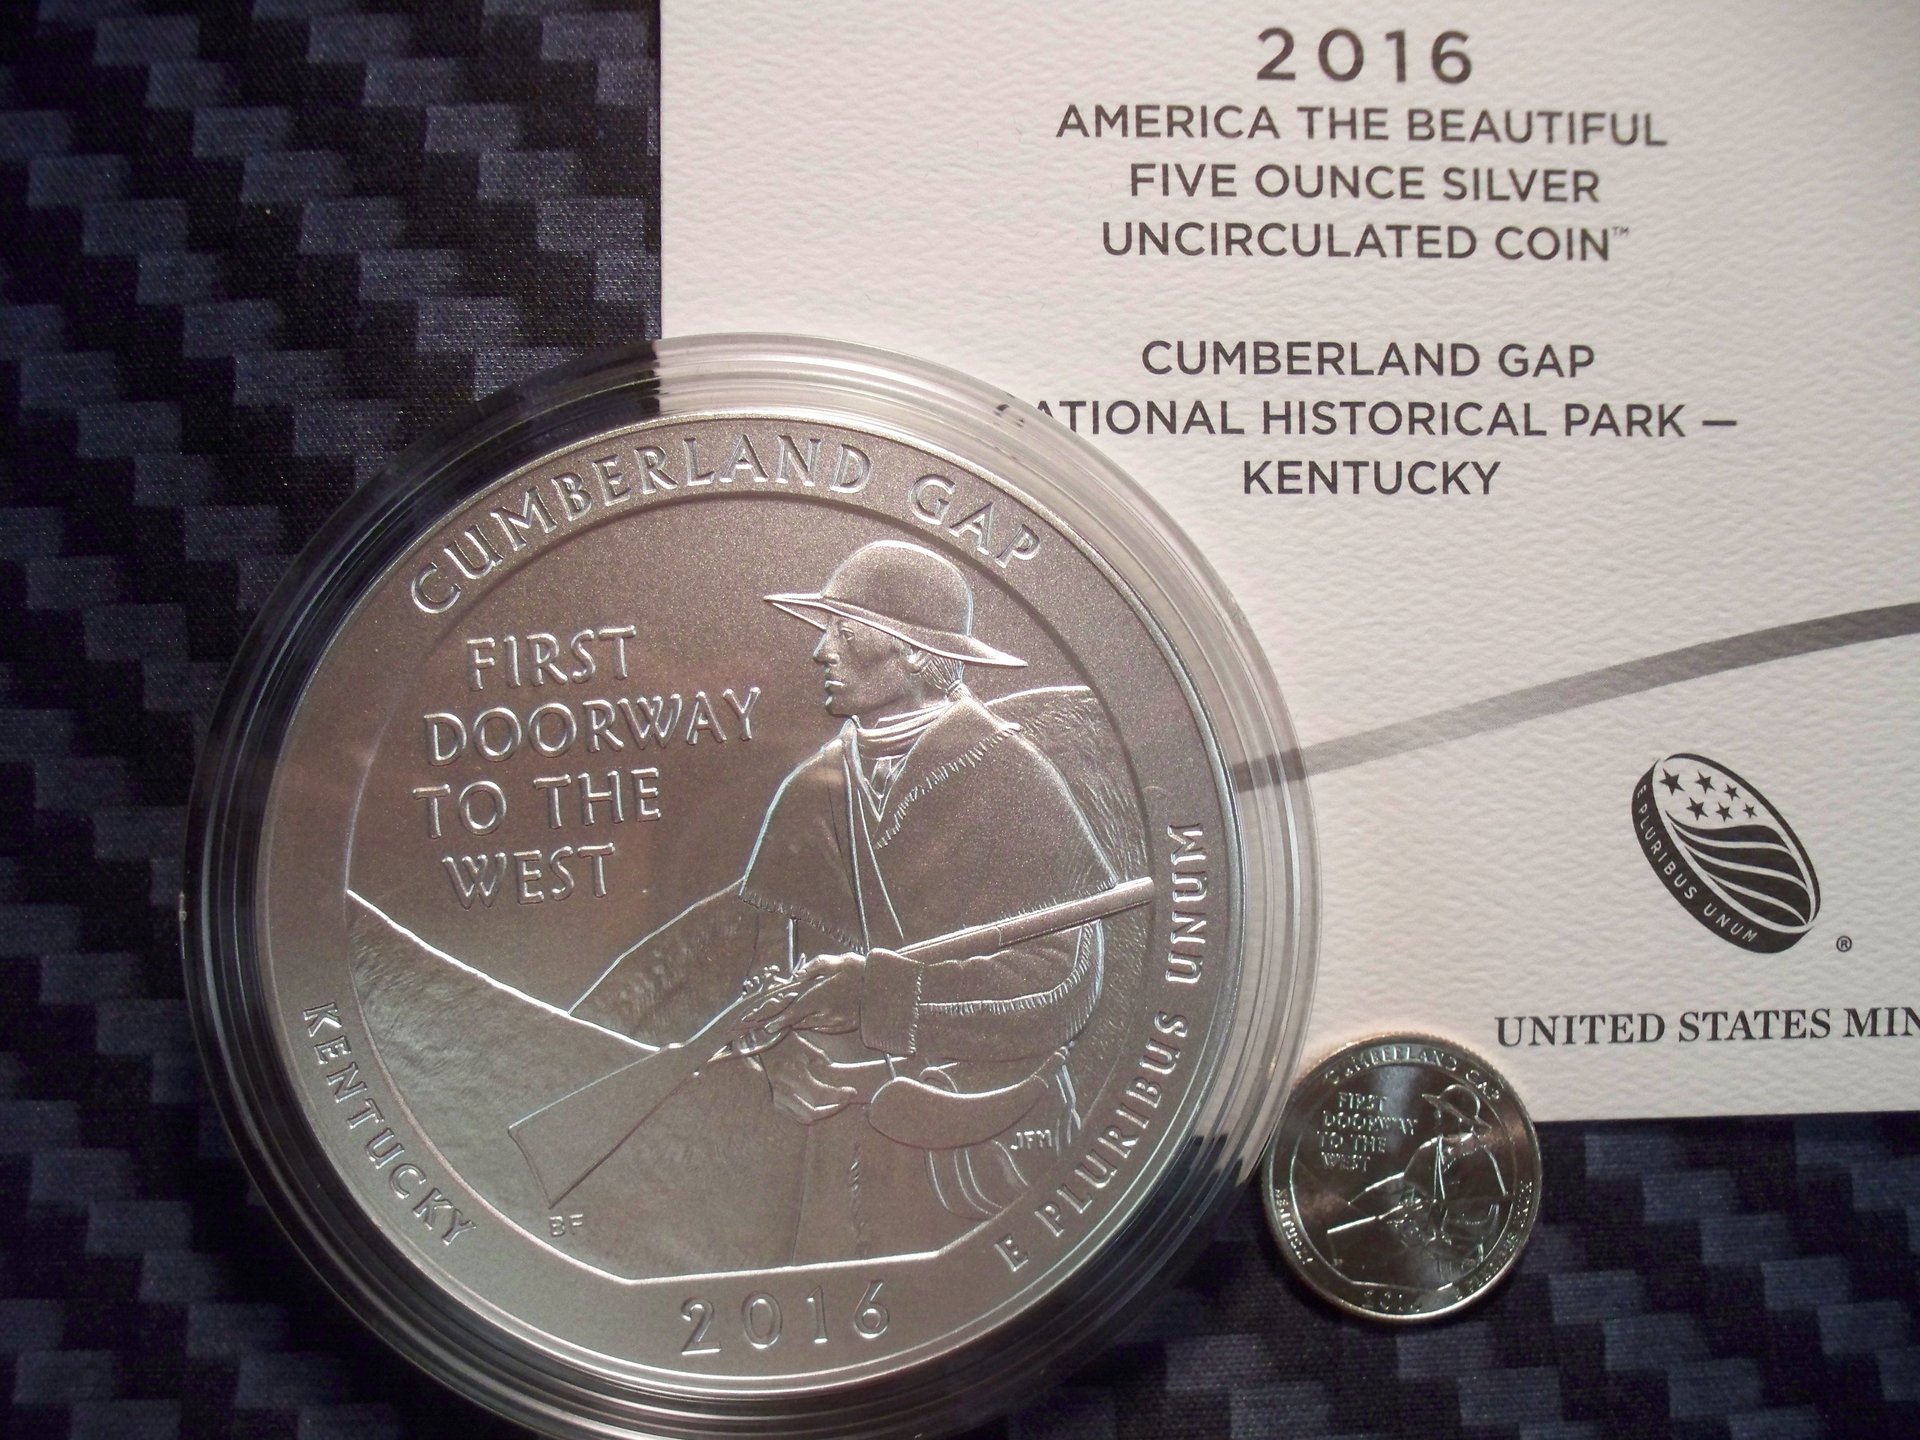 2016
AMERICA THE BEAUTIFUL
FIVE OUNCE SILVER
UNCIRCULATED COIN™
CUMBERLAND GAP
ATIONAL HISTORICAL PARK —
KENTUCKY
E PLURIBUS UNUM
®
UNITED STATES MIN
CUMBERLAND GAP
FIRST
DOORWAY
TO THE
WEST
KENTUCKY
E PLURIBUS UNUM
JFM
BF
2016
CUMBERLAND GAP
FIRST
DOORWAY
TO THE
WEST
KENTUCKY
2016